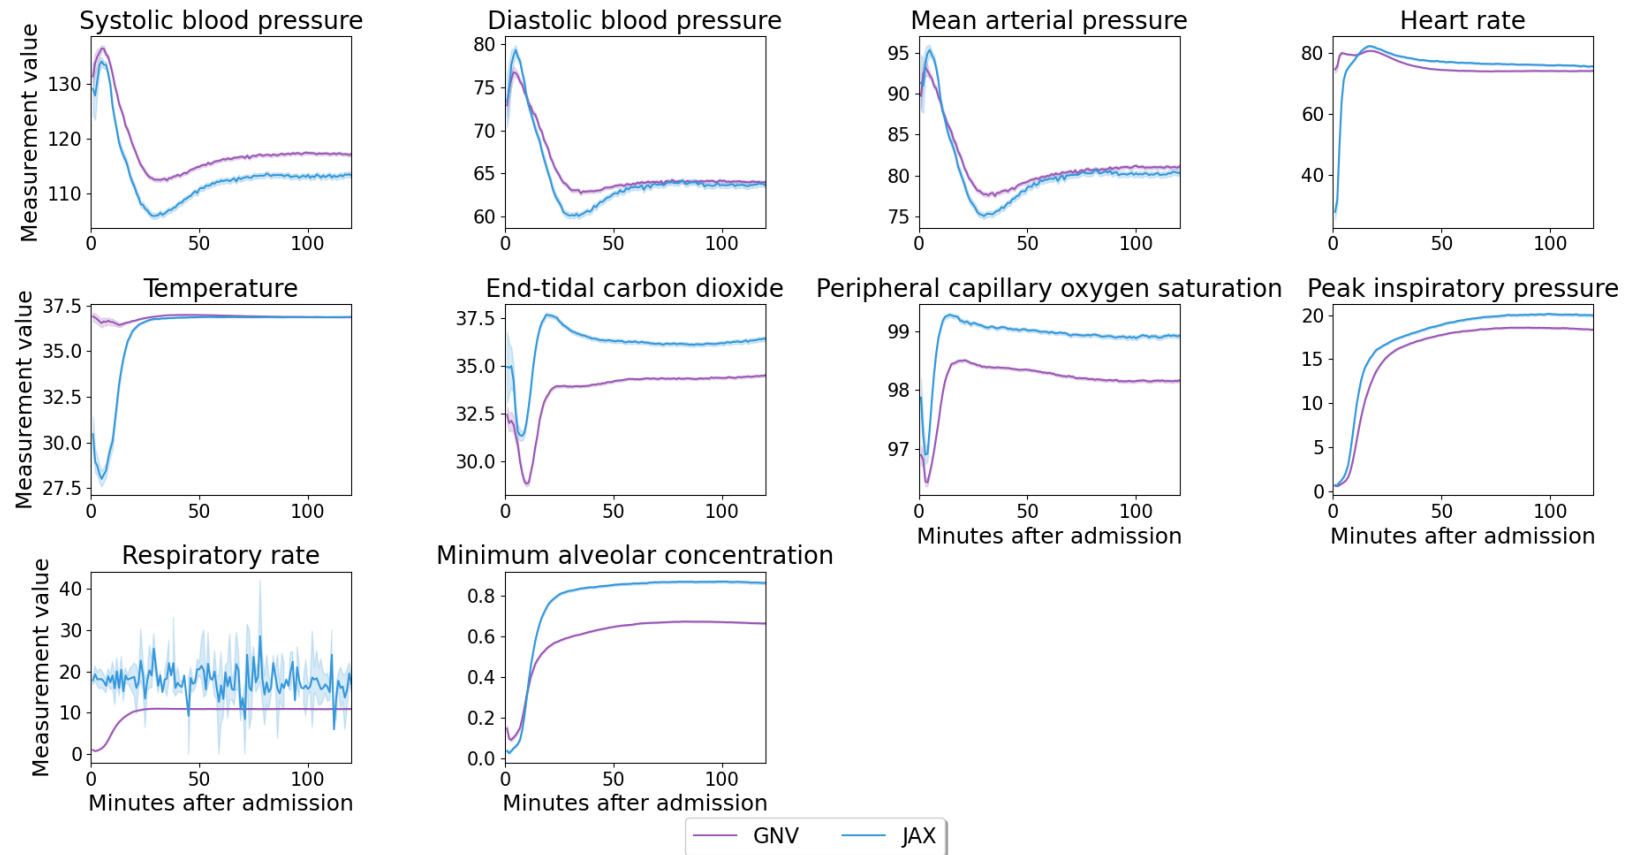 Systolic blood pressure
Diastolic blood pressure
Mean arterial pressure
Heart rate
Measurement value
130
120
110
0 50 100
80
75
70
65
60
0 50 100
95
90
85
80
75
0 50 100
80
60
40
0 50 100
Temperature
End-tidal carbon dioxide
Peripheral capillary oxygen saturation
Peak inspiratory pressure
Measurement value
37.5
35.0
32.5
30.0
27.5
0 50 100
37.5
35.0
32.5
30.0
0 50 100
99
98
97
0 50 100
Minutes after admission
20
15
10
5
0
0 50 100
Minutes after admission
Respiratory rate
Minimum alveolar concentration
Measurement value
40
30
20
10
0
0 50 100
Minutes after admission
0.8
0.6
0.4
0.2
0.0
0 50 100
Minutes after admission
GNV JAX